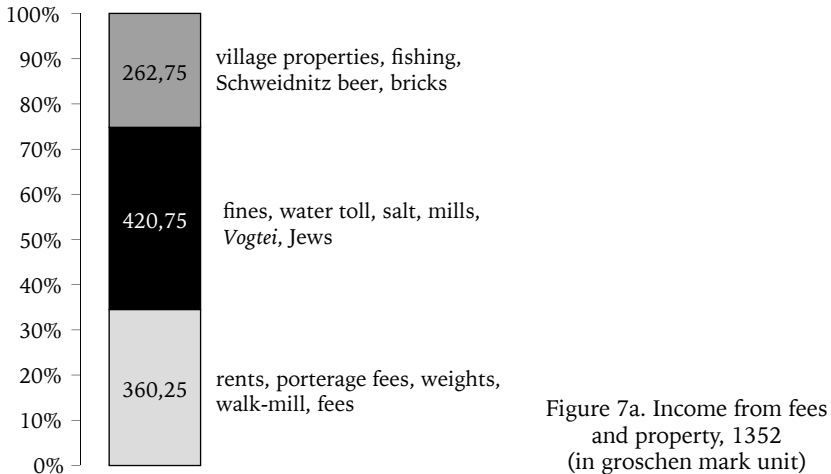 100%
90%
80%
70%
60%
50%
40%
30%
20%
10%
0%
262,75
village properties, fishing,
Schweidnitz beer, bricks
420,75
fines, water toll, salt, mills,
Vogtei, Jews
360,25
rents, porterage fees, weights,
walk-mill, fees
Figure 7a. Income from fees
and property, 1352
(in groschen mark unit)